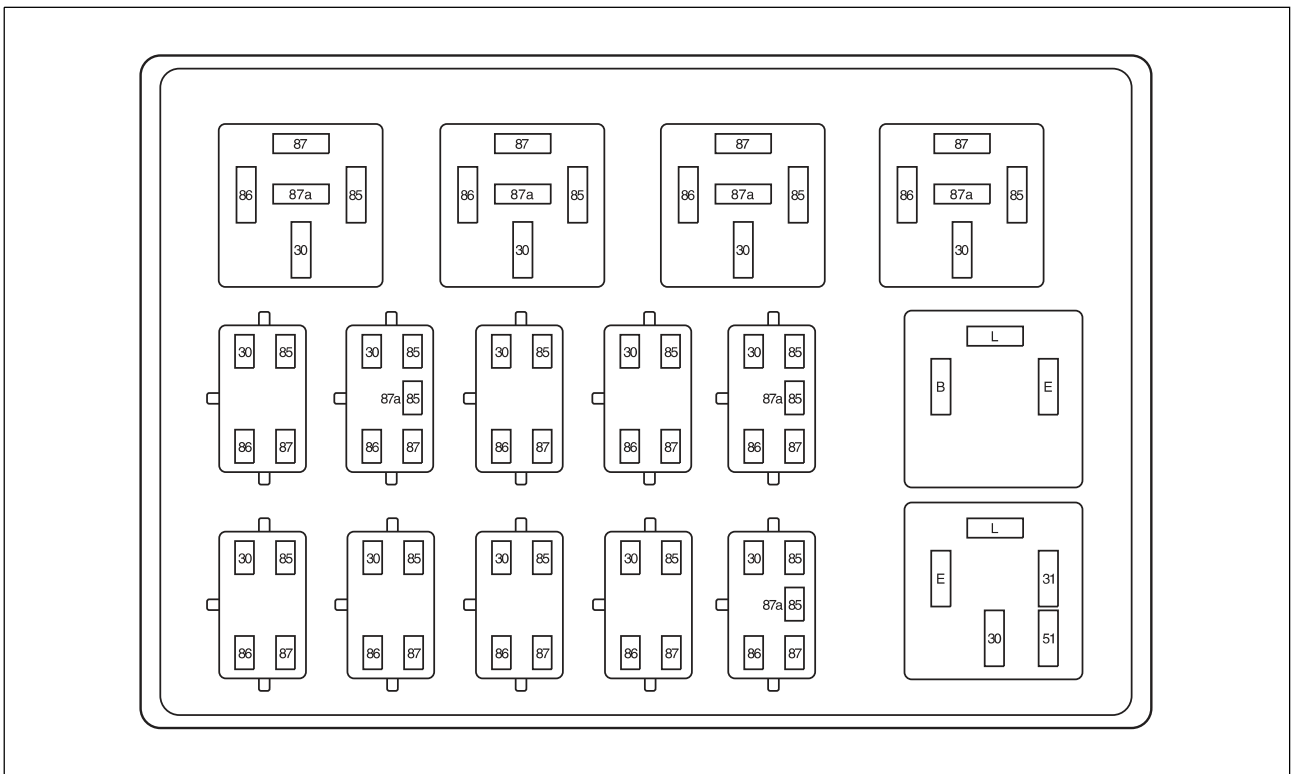 87 87 87 87
86 87a 85 86 87a 85 86 87a 85 86 87a 85
30 30 30 30
30 85 30 85 30 85 30 85 30 85
L
87a 85 87a 85
B E
86 87 86 87 86 87 86 87 86 87
L
30 85 30 85 30 85 30 85 30 85
E 31
87a 85
30 51
86 87 86 87 86 87 86 87 86 87